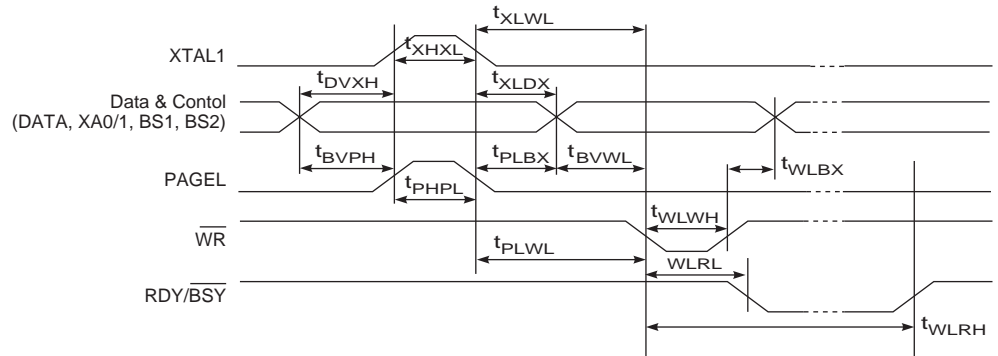 tXLWL
XTAL1
tXHXL
tDVXH
tXLDX
Data & Contol
(DATA, XA0/1, BS1, BS2)
tBVPH
tPLBX
tBVWL
tWLBX
PAGEL
tPHPL
tWLWH
WR
tPLWL
WLRL
RDY/BSY
tWLRH